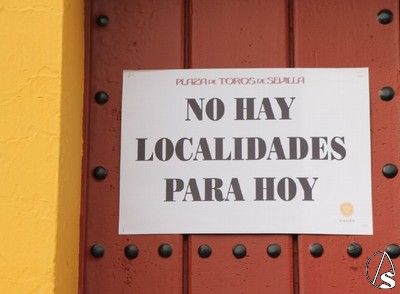 PLAZA DE TOROS DE SEVILLA
NO HAY
LOCALIDADES
PARA HOY